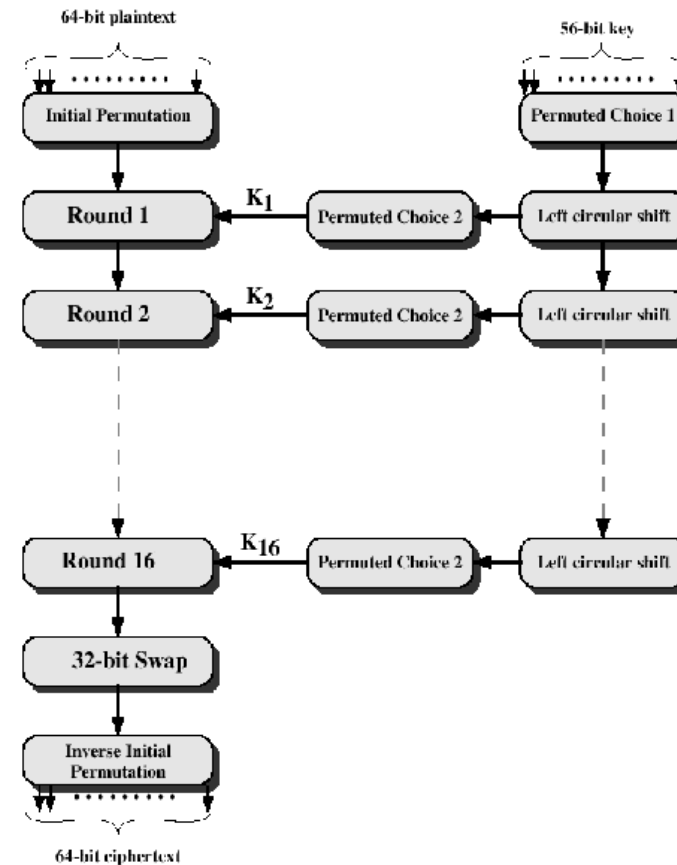 64-bit plaintext
56-bit key
Initial Permutation
Permuted Choice 1
Round 1
K1
Permuted Choice 2
Left circular shift
Round 2
K2
Permuted Choice 2
Left circular shift
Round 16
K16
Permuted Choice 2
Left circular shift
32-bit Swap
Inverse Initial
Permutation
64-bit ciphertext